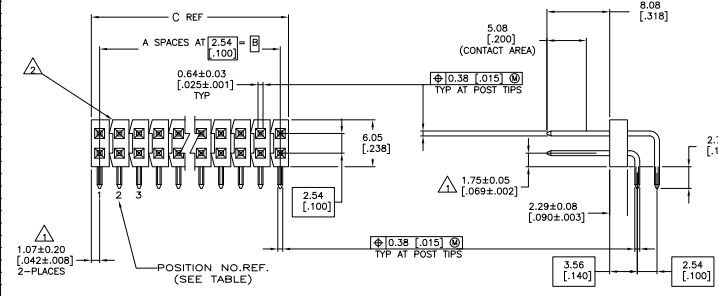 C REF
A SPACES AT 2.54 = B
[.100]
0.64±0.03
[.025±.001]
TYP
2
0.38 [.015] M
TYP AT POST TIPS
5.08
[.200]
(CONTACT AREA)
8.08
[.318]
6.05
[.238]
2.54
[.100]
1
1.75±0.05
[.069±.002]
2.29±0.08
[.090±.003]
1 2 3
1
1.07±0.20
[.042±.008]
2-PLACES
POSITION NO.REF.
(SEE TABLE)
0.38 [.015] M
TYP AT POST TIPS
3.56
[.140]
2.54
[.100]